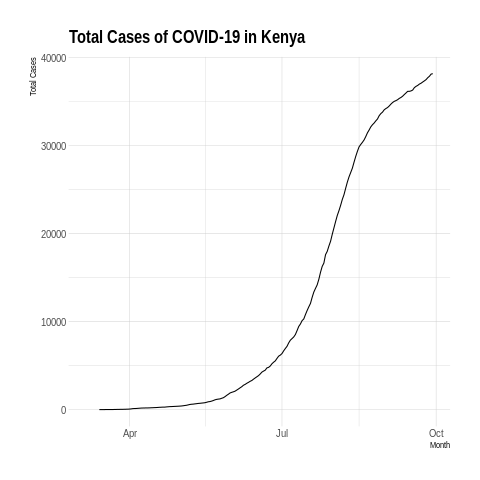 Total Cases of COVID-19 in Kenya
Total Cases
40000
30000
20000
10000
0
Apr
Jul
Oct
Month